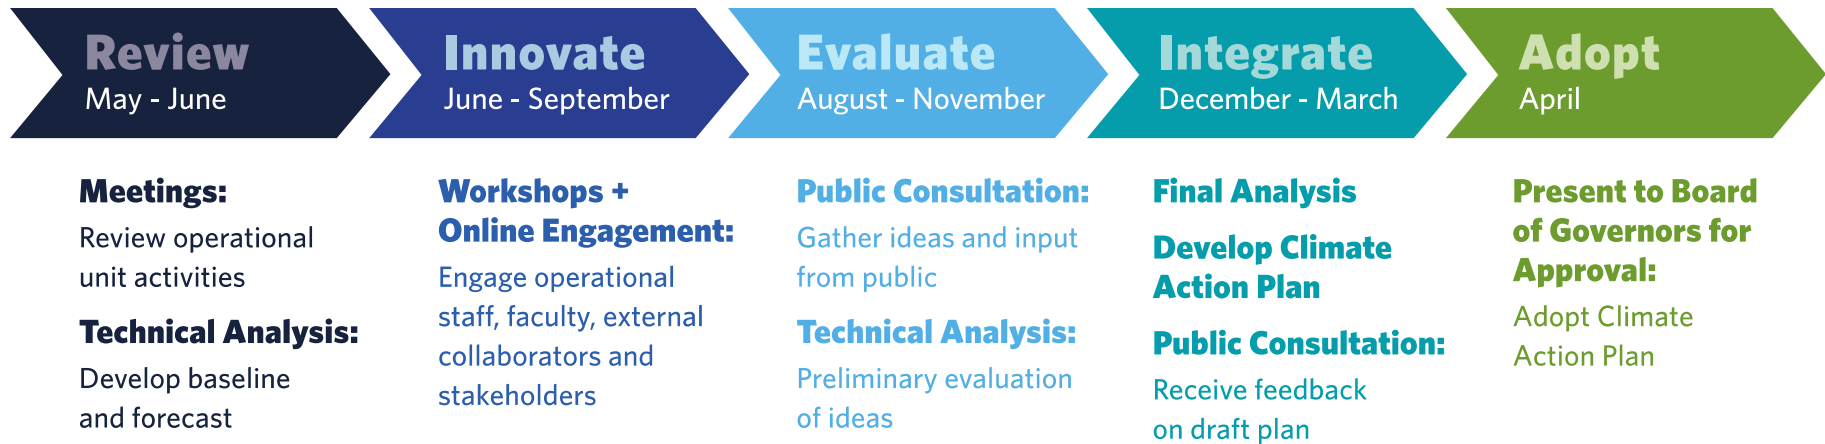 Review
May - June
Meetings:
Review operational
unit activities
Technical Analysis:
Develop baseline
and forecast
Innovate
June - September
Workshops +
Online Engagement:
Engage operational
staff, faculty, external
collaborators and
stakeholders
Evaluate
August - November
Public Consultation:
Gather ideas and input
from public
Technical Analysis:
Preliminary evaluation
of ideas
Integrate
December - March
Final Analysis
Develop Climate
Action Plan
Public Consultation:
Receive feedback
on draft plan
Adopt
April
Present to Board
of Governors for
Approval:
Adopt Climate
Action Plan